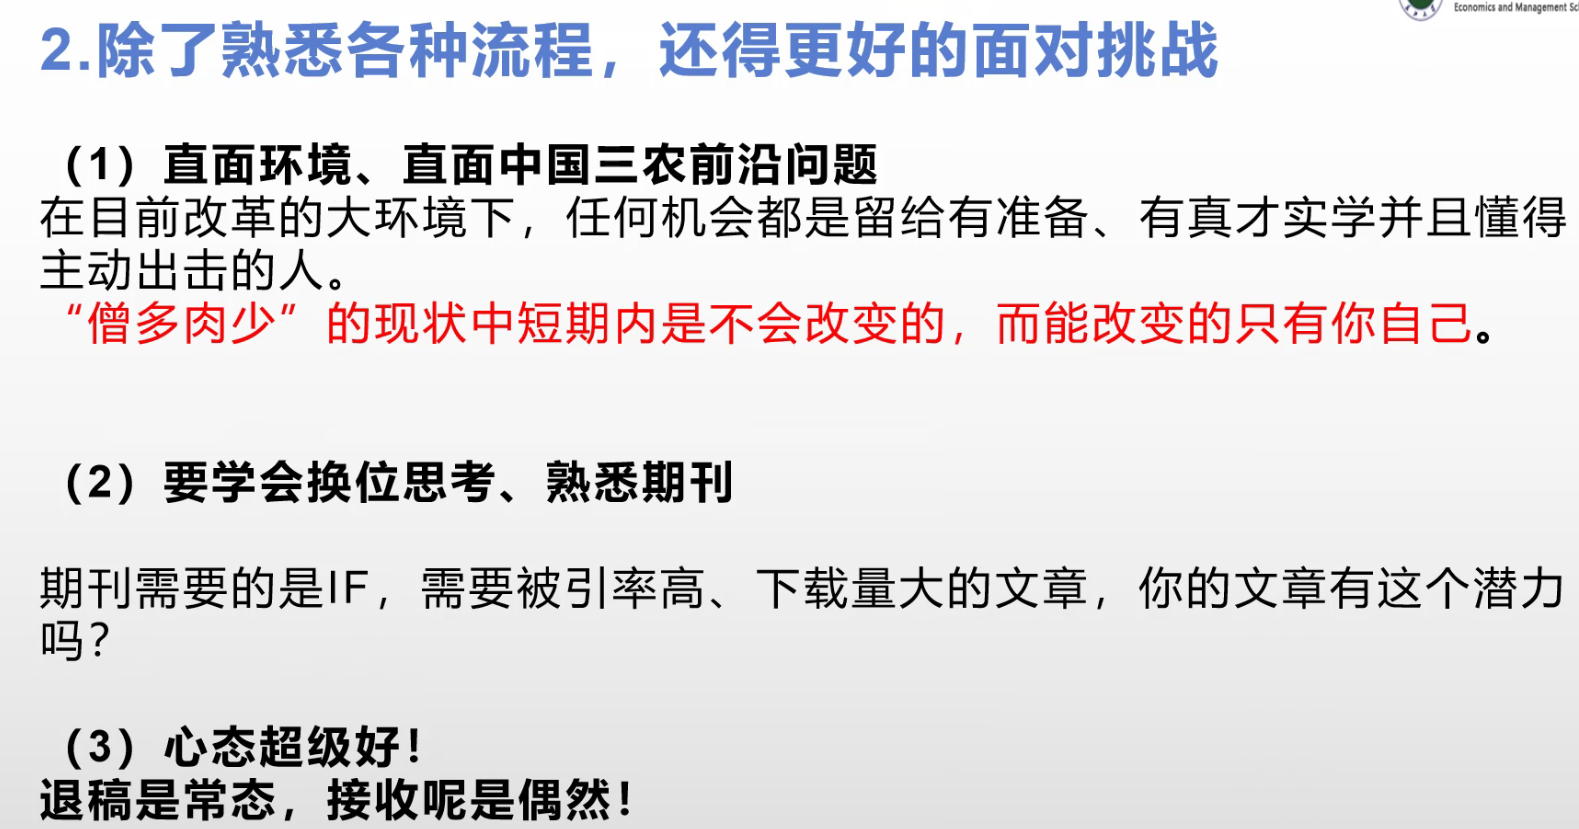 Economics and Management
2.除了熟悉各种流程，还得更好的面对挑战
（1）直面环境、直面中国三农前沿问题
在目前改革的大环境下，任何机会都是留给有准备、有真才实学并且懂得
主动出击的人。
“僧多肉少”的现状中短期内是不会改变的，而能改变的只有你自己。
（2）要学会换位思考、熟悉期刊
期刊需要的是IF，需要被引率高、下载量大的文章，你的文章有这个潜力
吗？
（3）心态超级好！
退稿是常态，接收呢是偶然！